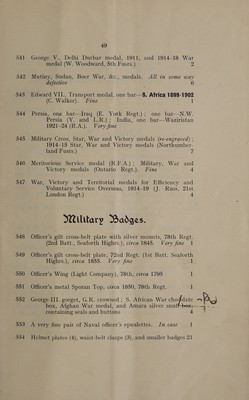 49
541 George V., Delhi Durbar medal, 1911, and 1914-18 War
medal (W. Woodward, 5th Fusrs.) 2
542 Mutiny, Sudan, Boer War, &c., medals. All in some way
defective 6
543 Edward VII., Transport medal, one bar—S. Africa 1899-1902
(C. Walker). Fine 1
544 Persia, one bar—Iraq (E. York Regt.); one bar—N.W.
Persia (Y. and L.R.); India, one bar—Waziristan
1921-24 (R.A.). Very fine 3
545 Military Cross, Star, War and Victory medals (re-engraved);
1914-15 Star, War and Victory medals (Northumber-
land Fusrs.) 7
546 Meritorious Service medal (R.F.A.); Military, War and
Victory medals (Ontario Regt.). Fine 4
547 War, Victory and Territorial medals for Efficiency and
Voluntary Service Overseas, 1914-19 (J. Russ, 21st
London Regt.) 4
Military Badges.
548 Officer's gilt cross-belt plate with silver mounts, 78th Regt.
(2nd Batt., Seaforth Highrs.), circa 1845. Very fine 1
549 Officer's gilt cross-belt plate, 72nd Regt. (1st Batt. Seaforth
Highrs.), circa 1835. Very fine 1
550 Officer's Wing (Light Company), 78th, circa 1790 1
551 Officer's metal Sporran Top, circa 1850, 78th Regt. 1
552 George III. gorget, G.R. crowned; S. African War chocolate
box, Afghan War medal, and Amara silver snuff-box,
containing seals and buttons 4
553 A very fine pair of Naval officer's epaulettes. In case 1
554 Helmet plates (4), waist-belt clasps (3), and smaller badges 21